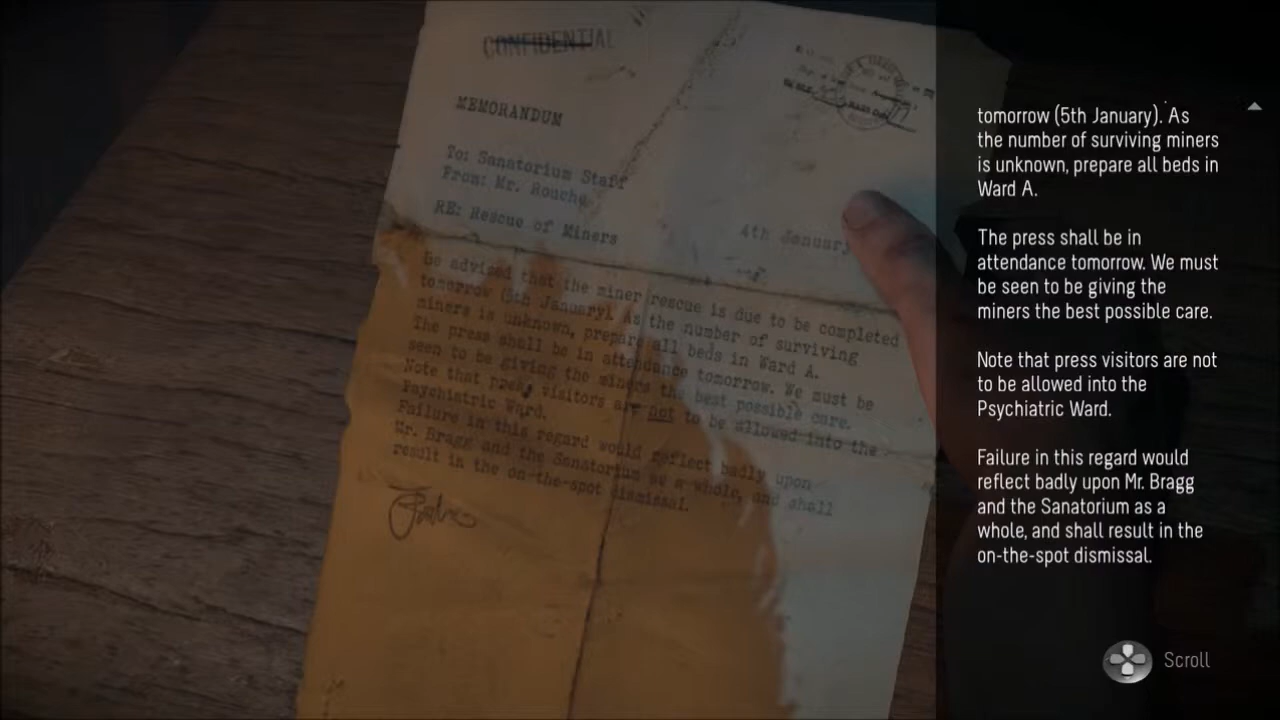 CONFIDENTIAL
MEMORANDUM
To: Sanatorium Staff
From: Mr. Rouche
RE: Rescue of Miners
4th January
Be advised that the miner rescue is due to be completed
tomorrow (5th January). As the number of surviving
miners is unknown, prepare all beds in Ward A.
The press shall be in attendance tomorrow. We must be
seen to be giving the miners the best possible care.
Note that press visitors are not to be allowed into the
Psychiatric Ward.
Failure in this regard would reflect badly upon
Mr. Bragg and the Sanatorium as a whole, and shall
result in the on-the-spot dismissal.
tomorrow (5th January). As
the number of surviving miners
is unknown, prepare all beds in
Ward A.
The press shall be in
attendance tomorrow. We must
be seen to be giving the
miners the best possible care.
Note that press visitors are not
to be allowed into the
Psychiatric Ward.
Failure in this regard would
reflect badly upon Mr. Bragg
and the Sanatorium as a
whole, and shall result in the
on-the-spot dismissal.
Scroll